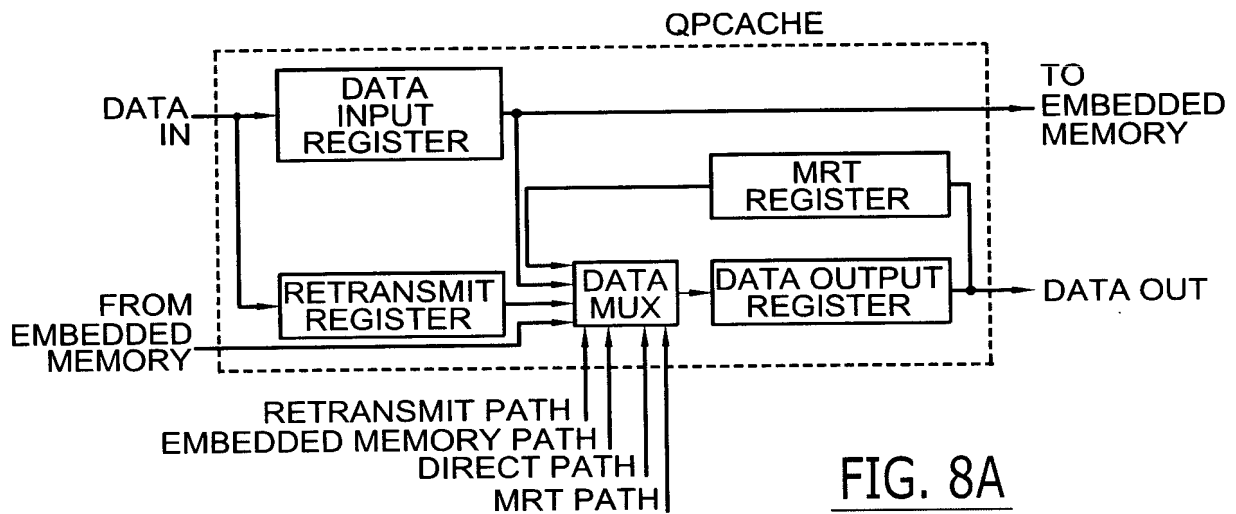 QPCACHE
DATA
IN
DATA
INPUT
REGISTER
TO
EMBEDDED
MEMORY
MRT
REGISTER
FROM
EMBEDDED
MEMORY
RETRANSMIT
REGISTER
DATA
MUX
DATA OUTPUT
REGISTER
DATA OUT
RETRANSMIT PATH
EMBEDDED MEMORY PATH
DIRECT PATH
MRT PATH
FIG. 8A